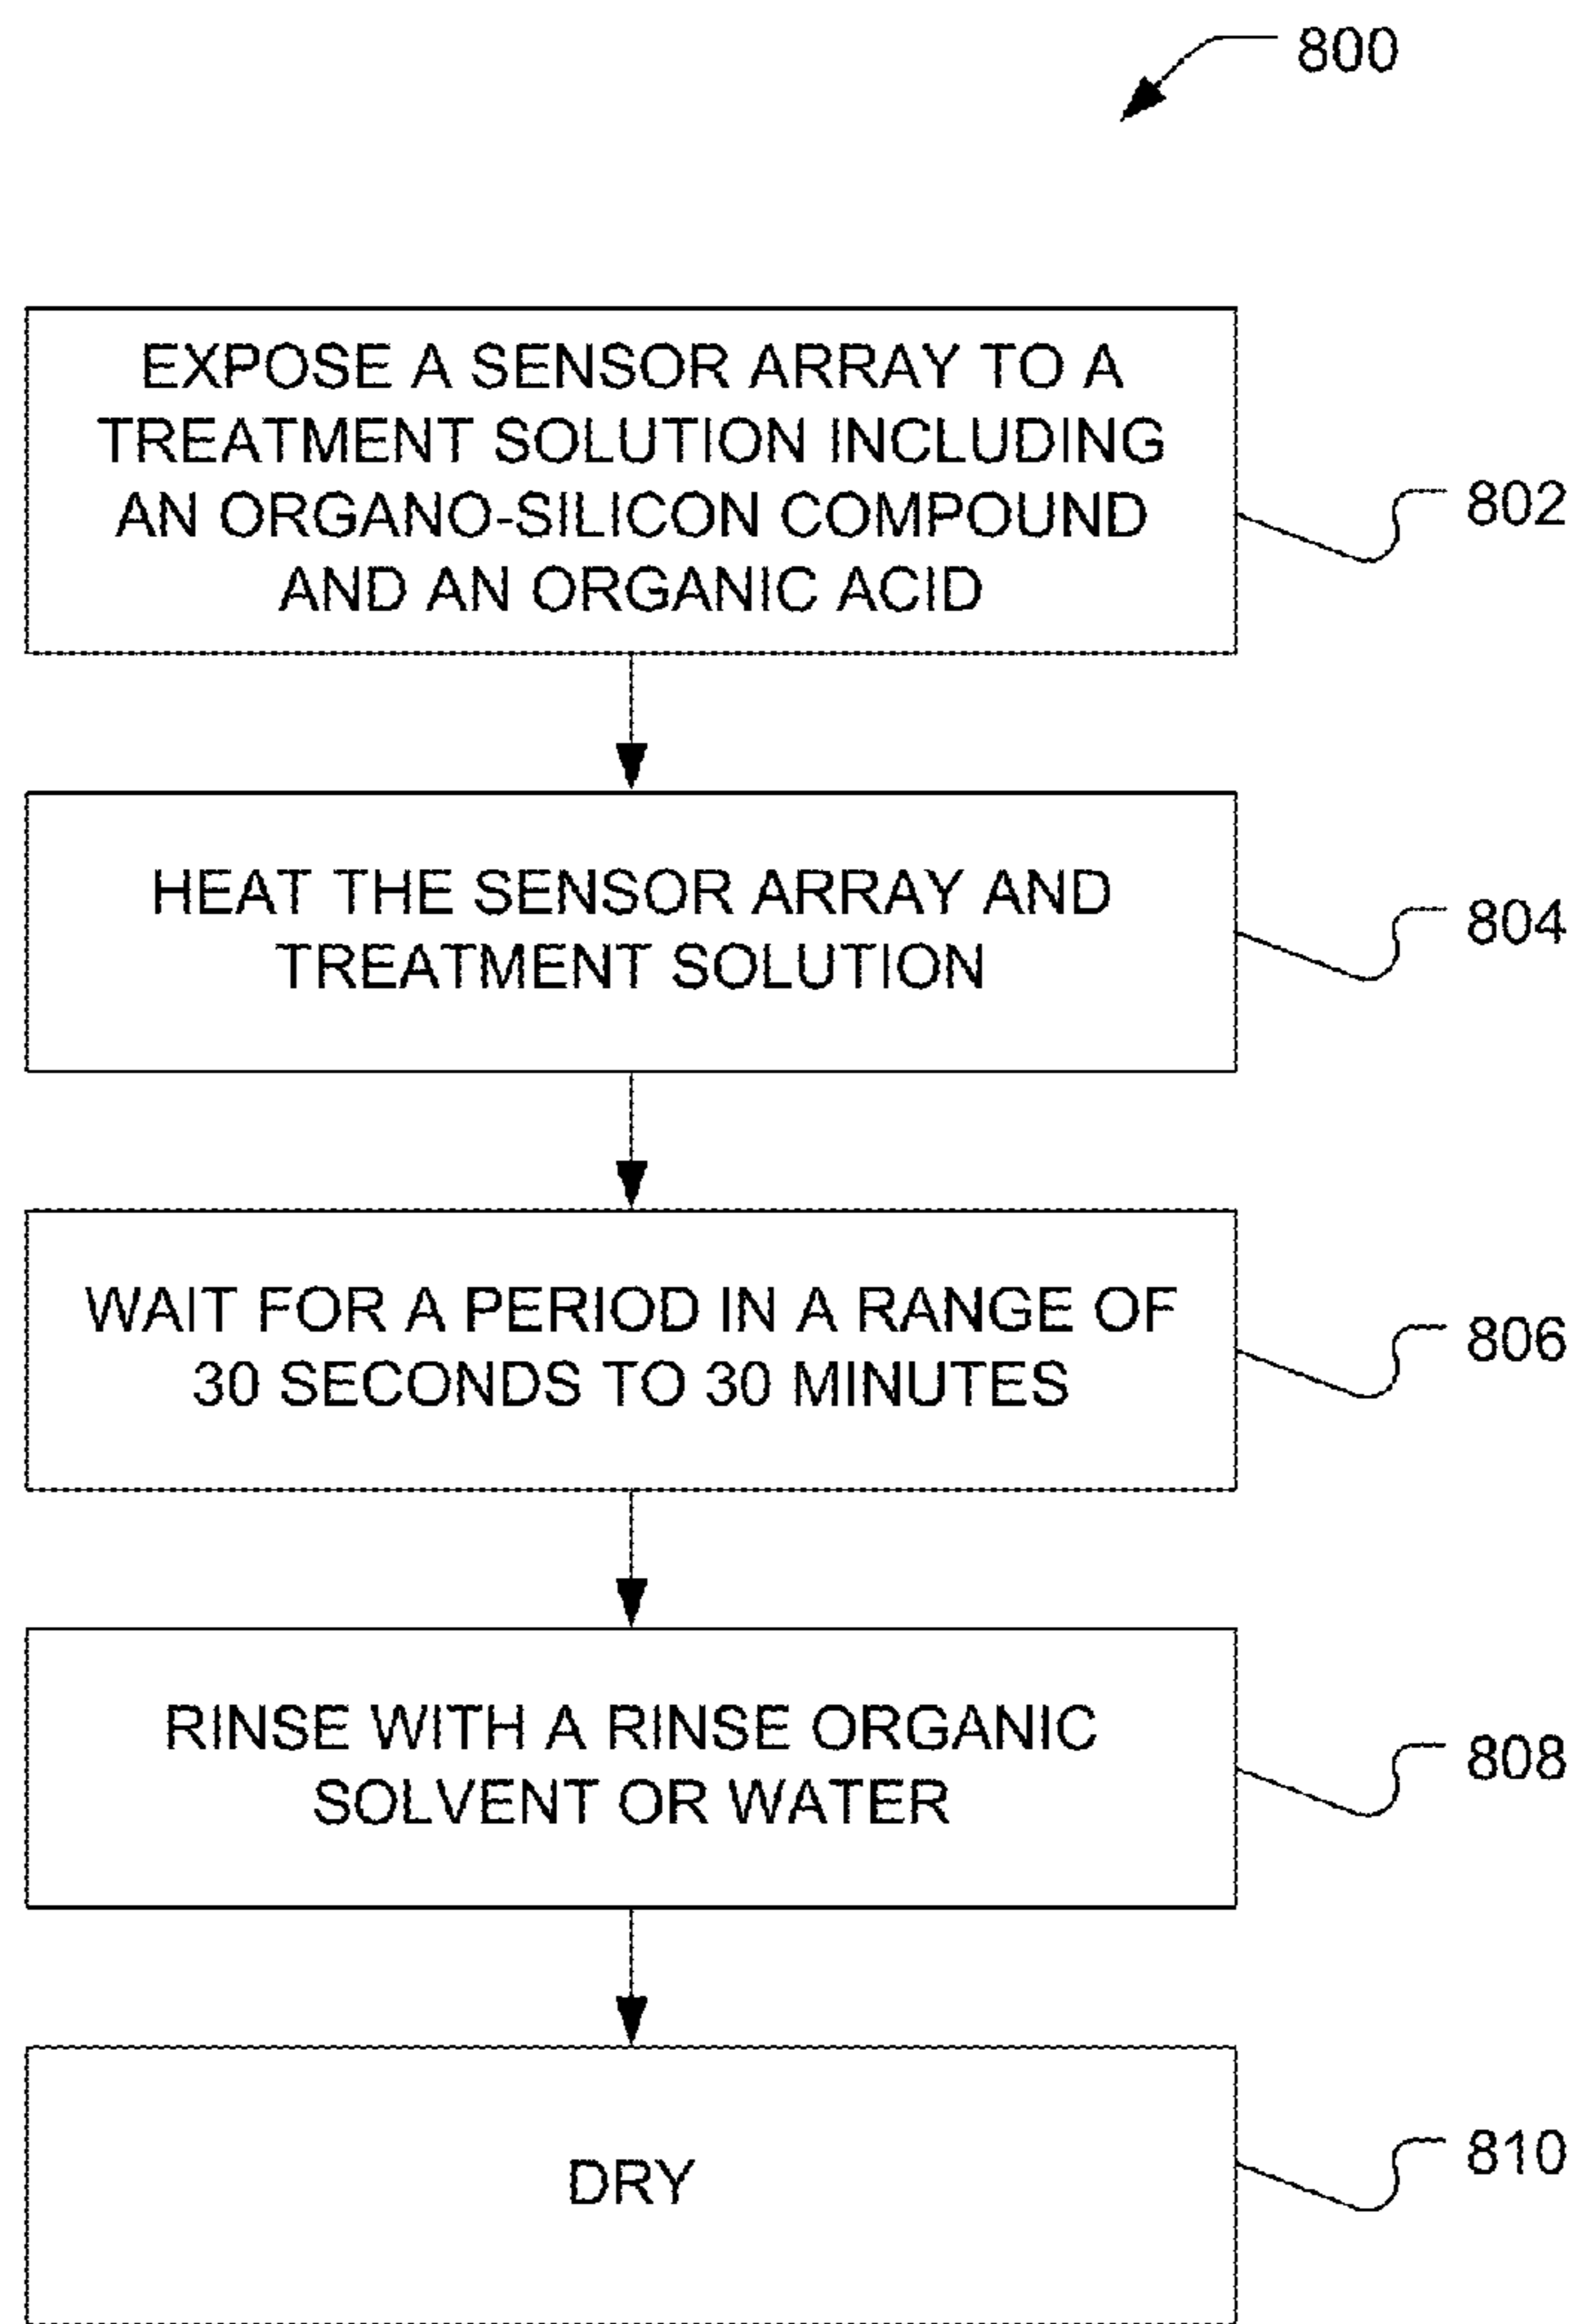 800
EXPOSE A SENSOR ARRAY TO A
TREATMENT SOLUTION INCLUDING
AN ORGANO-SILICON COMPOUND
AND AN ORGANIC ACID
802
HEAT THE SENSOR ARRAY AND
TREATMENT SOLUTION
804
WAIT FOR A PERIOD IN A RANGE OF
30 SECONDS TO 30 MINUTES
806
RINSE WITH A RINSE ORGANIC
SOLVENT OR WATER
808
DRY
810